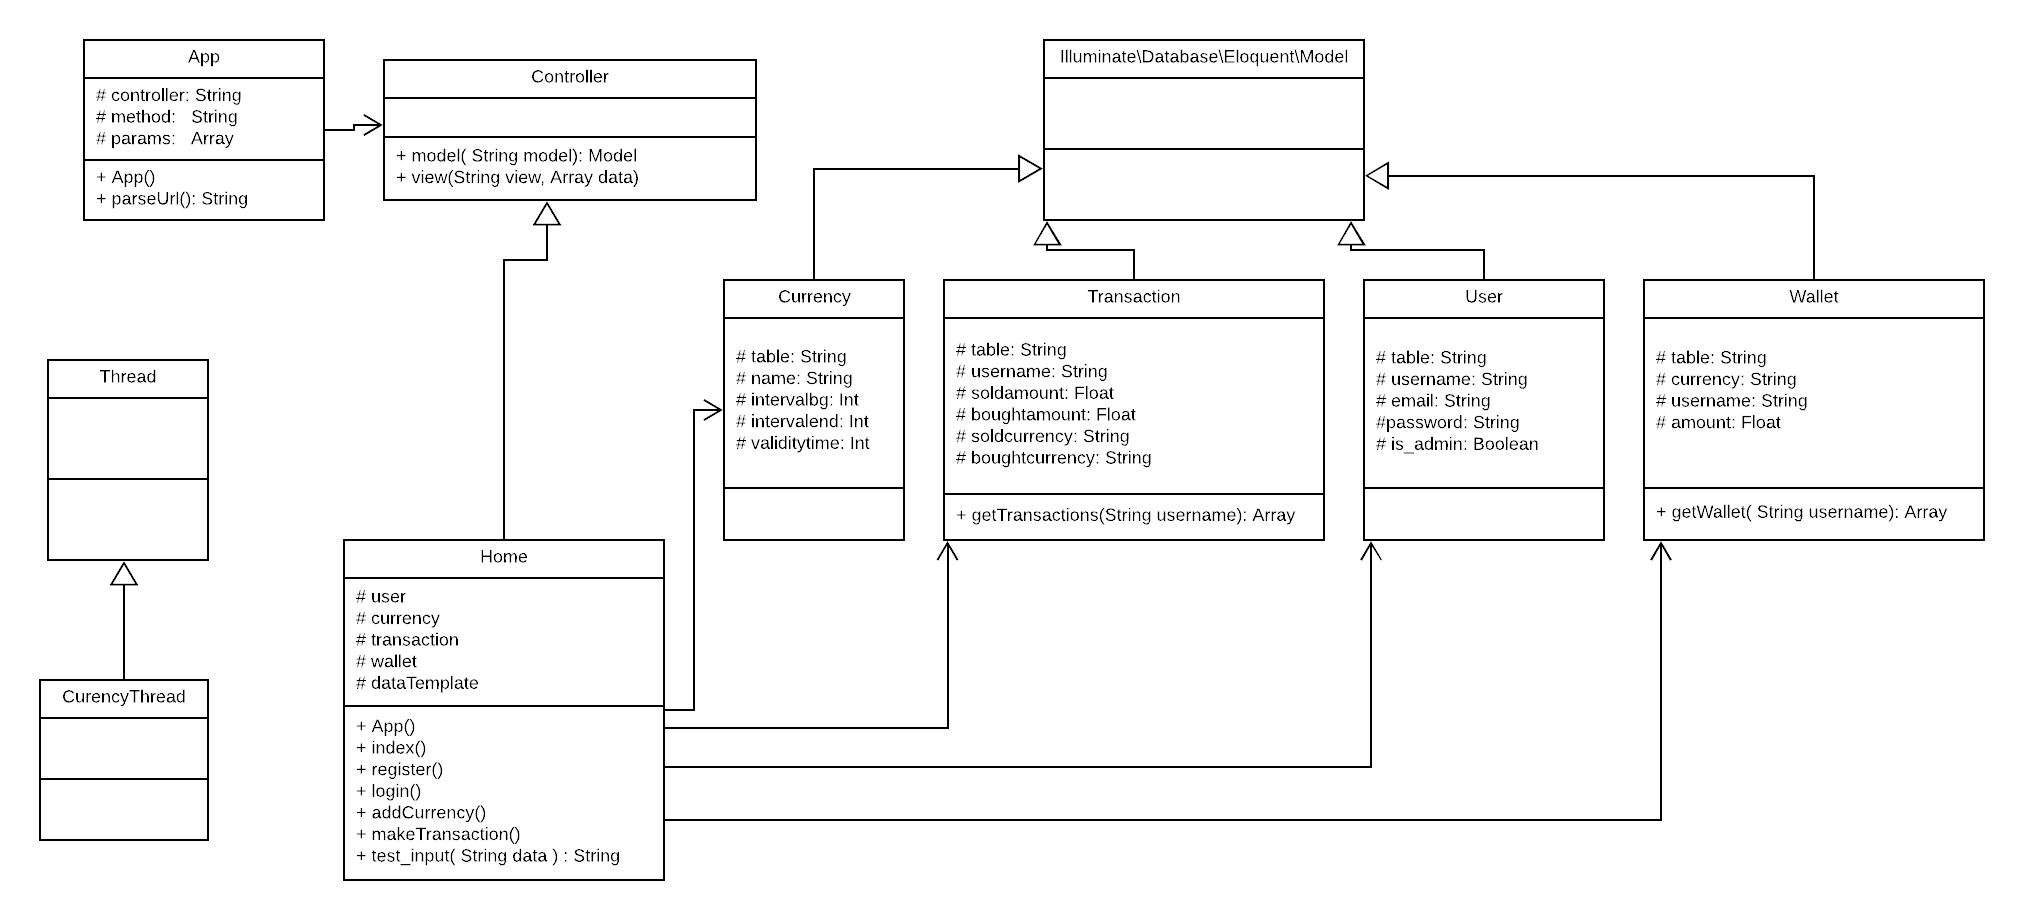 App
# controller: String
# method:   String
# params:   Array
+ App()
+ parseUrl(): String
Controller
+ model( String model): Model
+ view(String view, Array data)
Illuminate\Database\Eloquent\Model
Currency
# table: String
# name: String
# intervalbg: Int
# intervalend: Int
# validitytime: Int
Transaction
# table: String
# username: String
# soldamount: Float
# boughtamount: Float
# soldcurrency: String
# boughtcurrency: String
+ getTransactions(String username): Array
User
# table: String
# username: String
# email: String
#password: String
# is_admin: Boolean
Wallet
# table: String
# currency: String
# username: String
# amount: Float
+ getWallet( String username): Array
Thread
CurencyThread
Home
# user
# currency
# transaction
# wallet
# dataTemplate
+ App()
+ index()
+ register()
+ login()
+ addCurrency()
+ makeTransaction()
+ test_input( String data ) : String